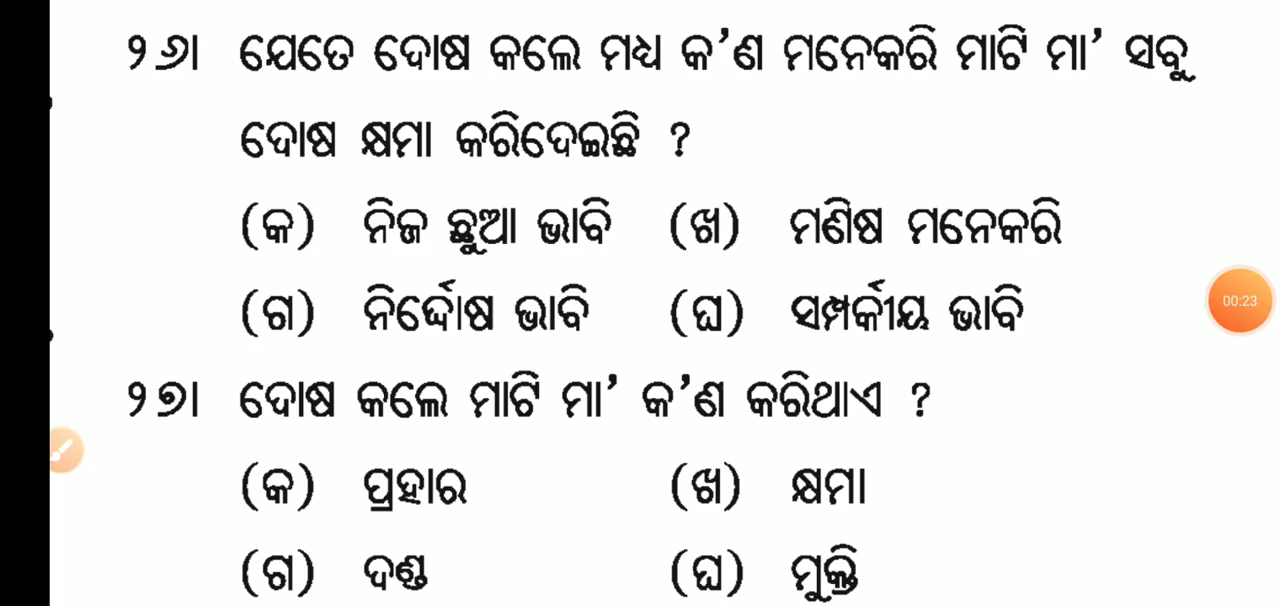 ୨୬। ଯେତେ ଦୋଷ କଲେ ମଧ୍ୟ କ’ଣ ମନେକରି ମାଟି ମା’ ସବୁ
ଦୋଷ କ୍ଷମା କରିଦେଇଛି ?
(କ) ନିଜ ଛୁଆ ଭାବି (ଖ) ମଣିଷ ମନେକରି
(ଗ) ନିର୍ଦ୍ଦୋଷ ଭାବି (ଘ) ସମ୍ପର୍କୀୟ ଭାବି
00:23
୨୭। ଦୋଷ କଲେ ମାଟି ମା’ କ’ଣ କରିଥାଏ ?
(କ) ପ୍ରହାର (ଖ) କ୍ଷମା
(ଗ) ଦଣ୍ଡ (ଘ) ମୁକ୍ତି